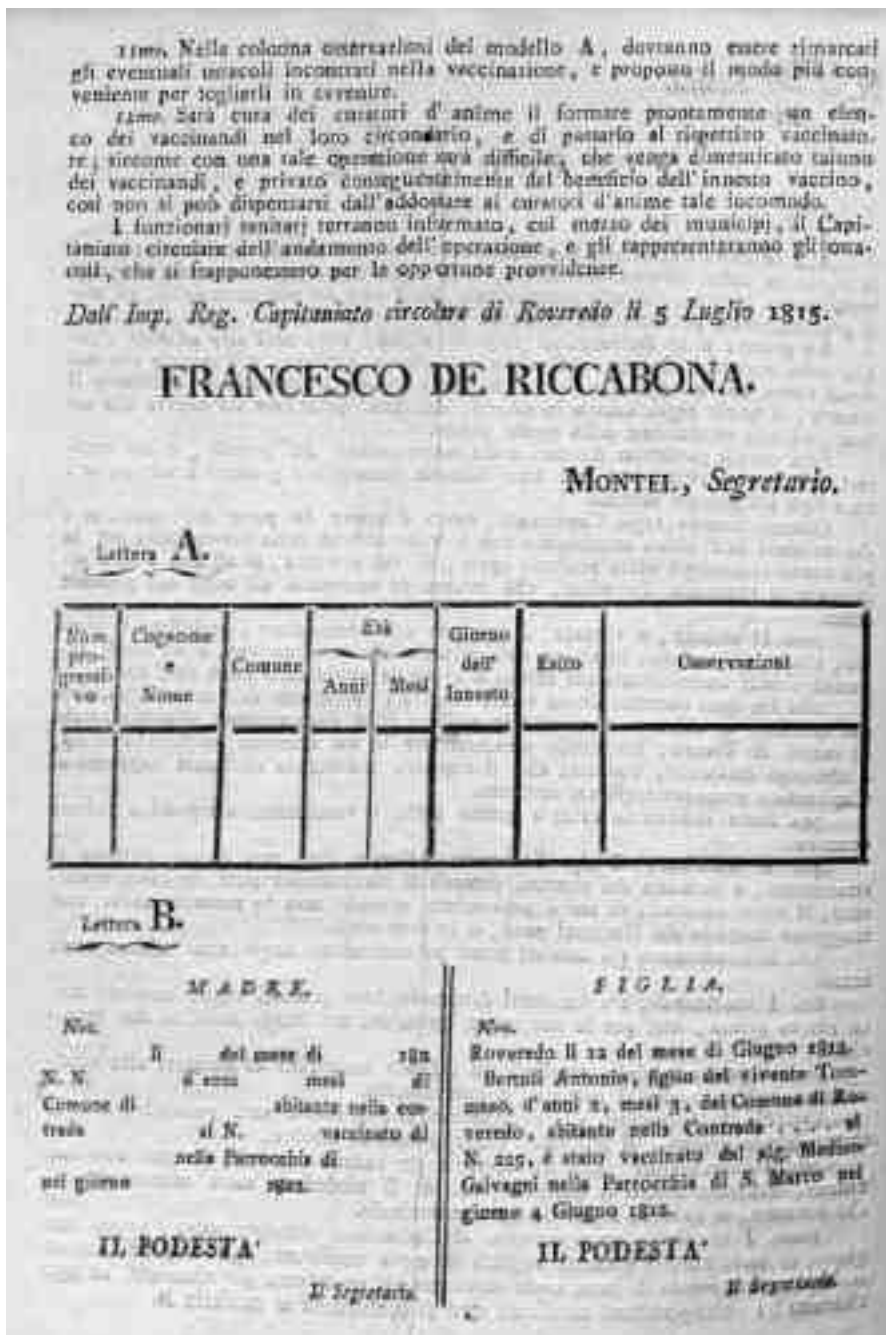 11mo. Nella colonna osservazioni del modello A, dovranno essere rimarcati
gli eventuali ostacoli incontrati nella vaccinazione, e proposto il modo più con-
veniente per toglierli in avvenire.
12mo. Sarà cura dei curatori d'anime il formare prontamente un elen-
co dei vaccinandi nel loro circondario, e di passarlo al rispettivo vaccinato-
re; siccome con una tale operazione sarà difficile, che venga dimenticato taluno
dei vaccinandi, e privato conseguentemente del beneficio dell'innesto vaccino,
così non si può dispensarsi dall'addossare ai curatori d'anime tale incomodo.
I funzionarj sanitarj terranno informato, col mezzo dei municipj, il Capi-
taniato circolare dell'andamento dell'operazione, e gli rappresentaranno gli osta-
coli, che si frapponessero per le opportune provvidenze.
Dall' Imp. Reg. Capitaniato circolare di Roveredo li 5 Luglio 1815.
FRANCESCO DE RICCABONA.
MONTEL, Segretario.
Lettera A.
Num. pro-gressi-vo
Cognome e Nome
Comune
Età
Anni
Mesi
Giorno dell' Innesto
Esito
Osservazioni
Lettera B.
MADRE.
Nro.
li del mese di 181
N. N. d'anni mesi di
Comune di abitante nella con-
trada al N. vaccinato di
nella Parrocchia di
nel giorno
IL PODESTA'
Il Segretario.
FIGLIA.
Nro.
Roveredo li 12 del mese di Giugno 1812.
Bertoli Antonio, figlio del vivente Tom-
maso, d'anni 2, mesi 3, del Comune di Ro-
veredo, abitante nella Contrada al
N. 225, è stato vaccinato dal sig. Medico
Galvagni nella Parrocchia di S. Marco nel
giorno 4 Giugno 1812.
IL PODESTA'
Il Segretario.